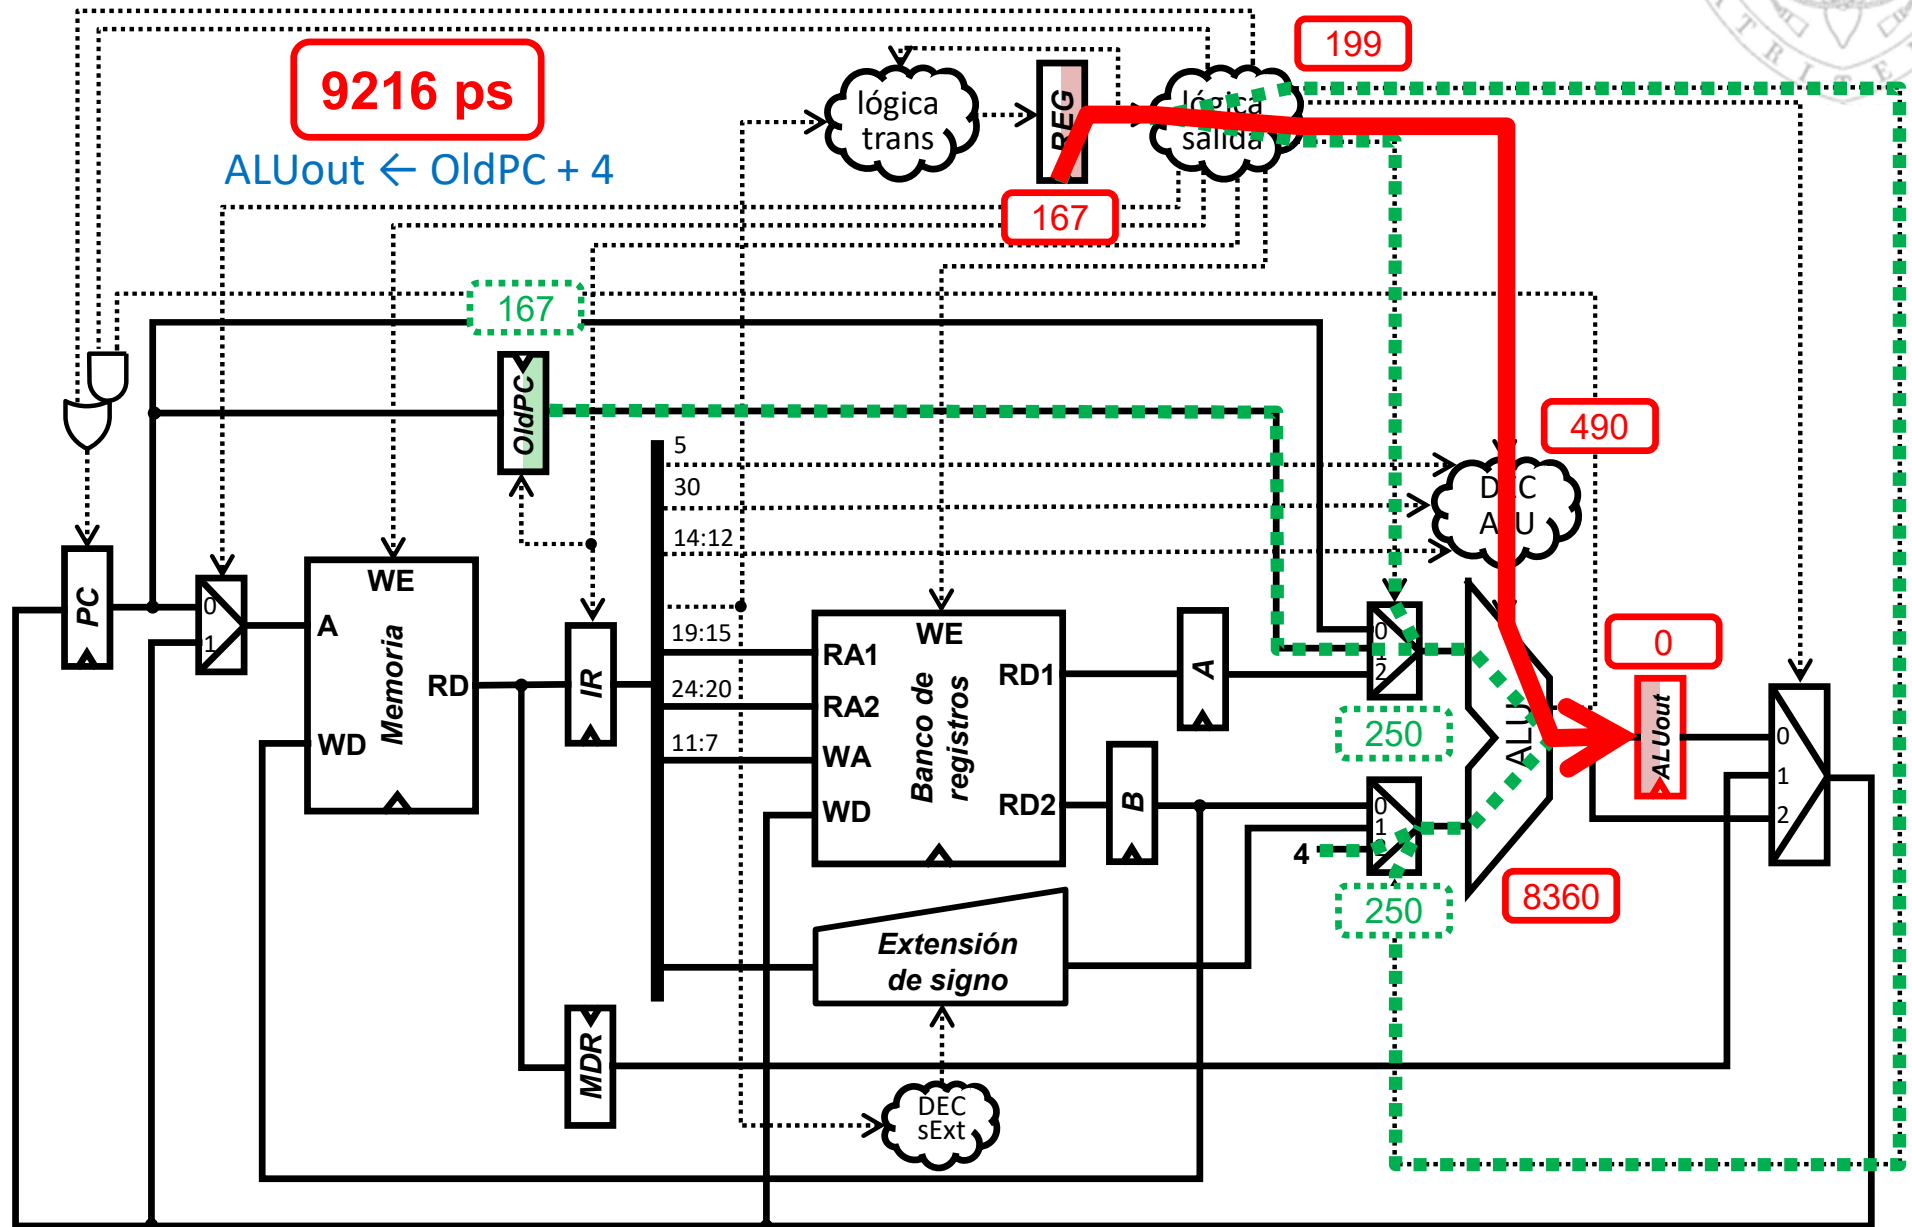 199
9216 ps
ALUout ← OldPC + 4
lógica
trans
REG
lógica
salida
167
167
OldPC
5
30
14:12
490
DEC
ALU
PC
0
1
WE
A
Memoria
RD
WD
IR
19:15
24:20
11:7
WE
RA1
RA2
WA
WD
Banco de
registros
RD1
RD2
A
B
0
1
2
250
0
1
4
250
ALU
0
ALUout
8360
0
1
2
Extensión
de signo
MDR
DEC
sExt